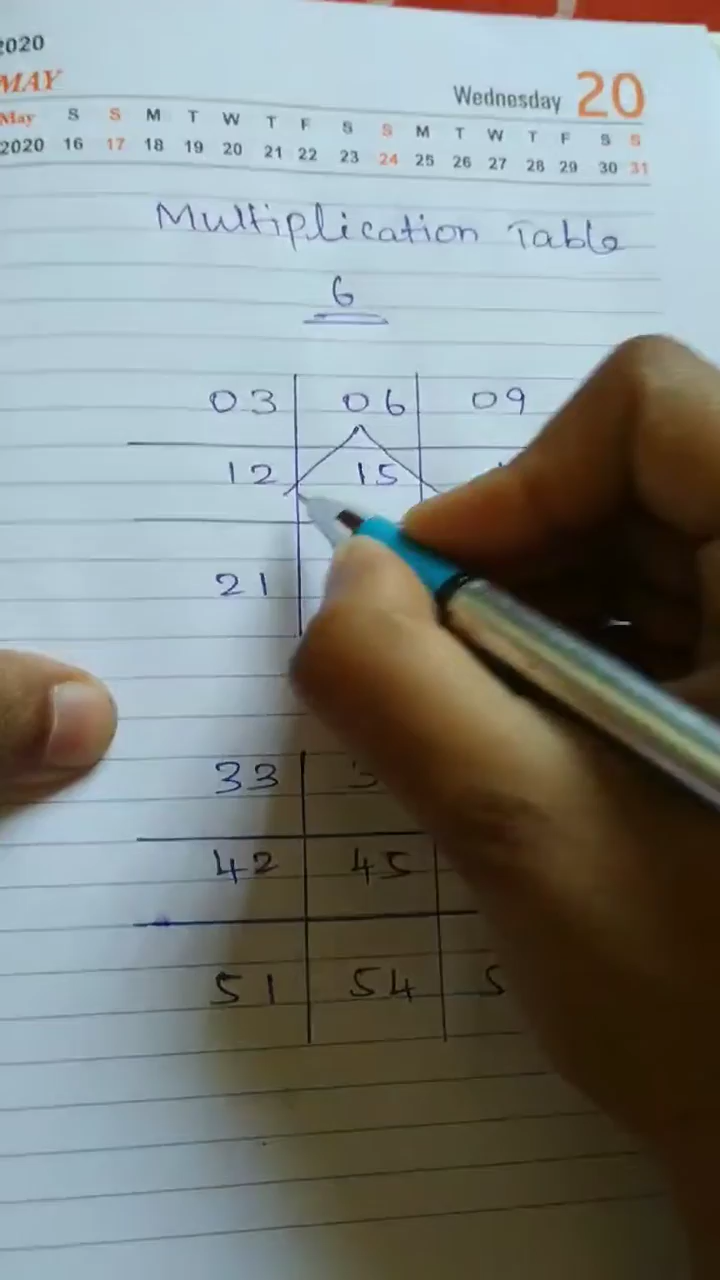 2020
MAY
Wednesday 20
May S S M T W T F S S M T W T F S S
2020 16 17 18 19 20 21 22 23 24 25 26 27 28 29 30 31
Multiplication Table
6
03 06 09
12 15
21
33
42 45
51 54